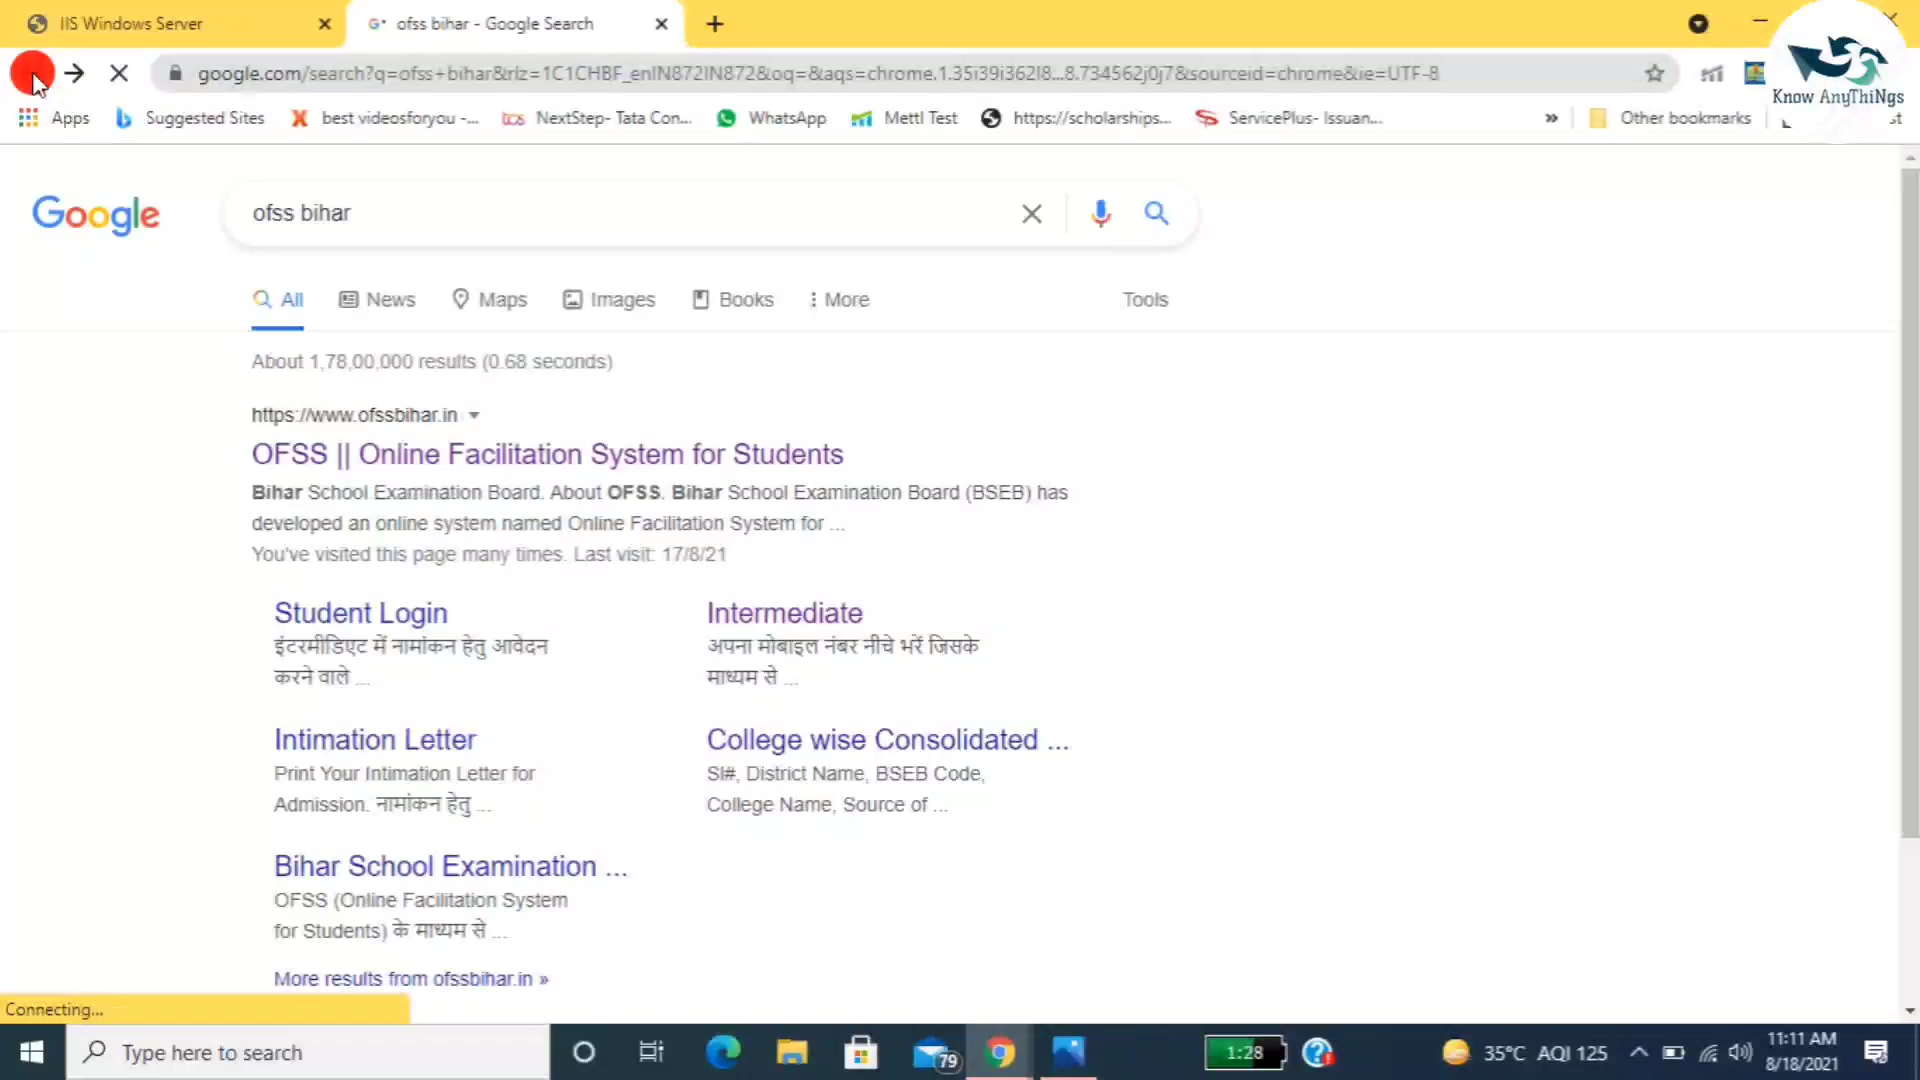 IIS Windows Server
ofss bihar - Google Search
google.com/search?q=ofss+bihar&rlz=1C1CHBF_enIN872IN872&oq=&aqs=chrome.1.35i39i362l8...8.734562j0j7&sourceid=chrome&ie=UTF-8
Know AnyThiNgs
Apps
Suggested Sites
best videosforyou -...
NextStep- Tata Con...
WhatsApp
Mettl Test
https://scholarships...
ServicePlus- Issuan...
»
Other bookmarks
Google
ofss bihar
All
News
Maps
Images
Books
More
Tools
About 1,78,00,000 results (0.68 seconds)
https://www.ofssbihar.in
OFSS || Online Facilitation System for Students
Bihar School Examination Board. About OFSS. Bihar School Examination Board (BSEB) has
developed an online system named Online Facilitation System for ...
You've visited this page many times. Last visit: 17/8/21
Student Login
इंटरमीडिएट में नामांकन हेतु आवेदन
करने वाले ...
Intermediate
अपना मोबाइल नंबर नीचे भरें जिसके
माध्यम से ...
Intimation Letter
Print Your Intimation Letter for
Admission. नामांकन हेतु ...
College wise Consolidated ...
Sl#, District Name, BSEB Code,
College Name, Source of ...
Bihar School Examination ...
OFSS (Online Facilitation System
for Students) के माध्यम से ...
More results from ofssbihar.in »
Connecting...
Type here to search
79
1:28
35°C AQI 125
11:11 AM
8/18/2021